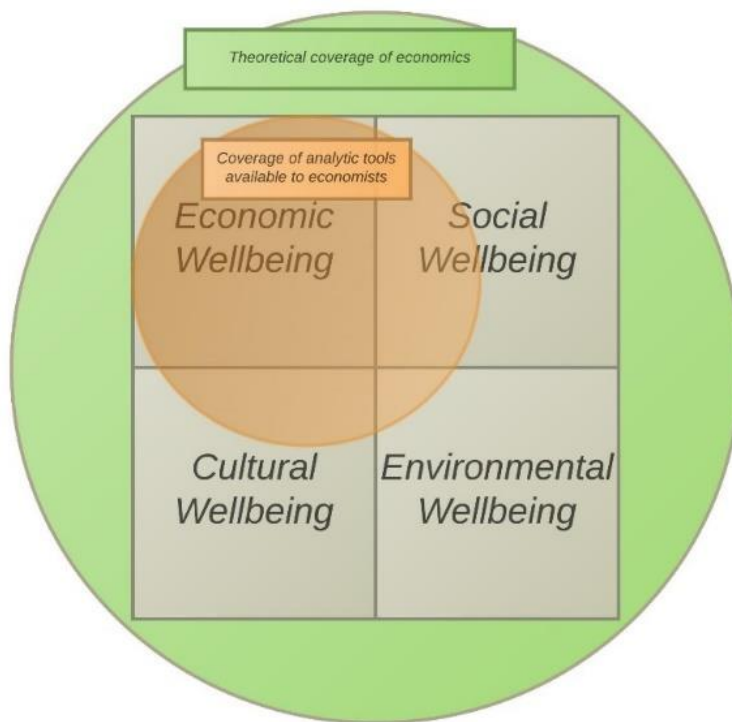 Theoretical coverage of economics
Coverage of analytic tools
available to economists
Economic
Wellbeing
Social
Wellbeing
Cultural
Wellbeing
Environmental
Wellbeing